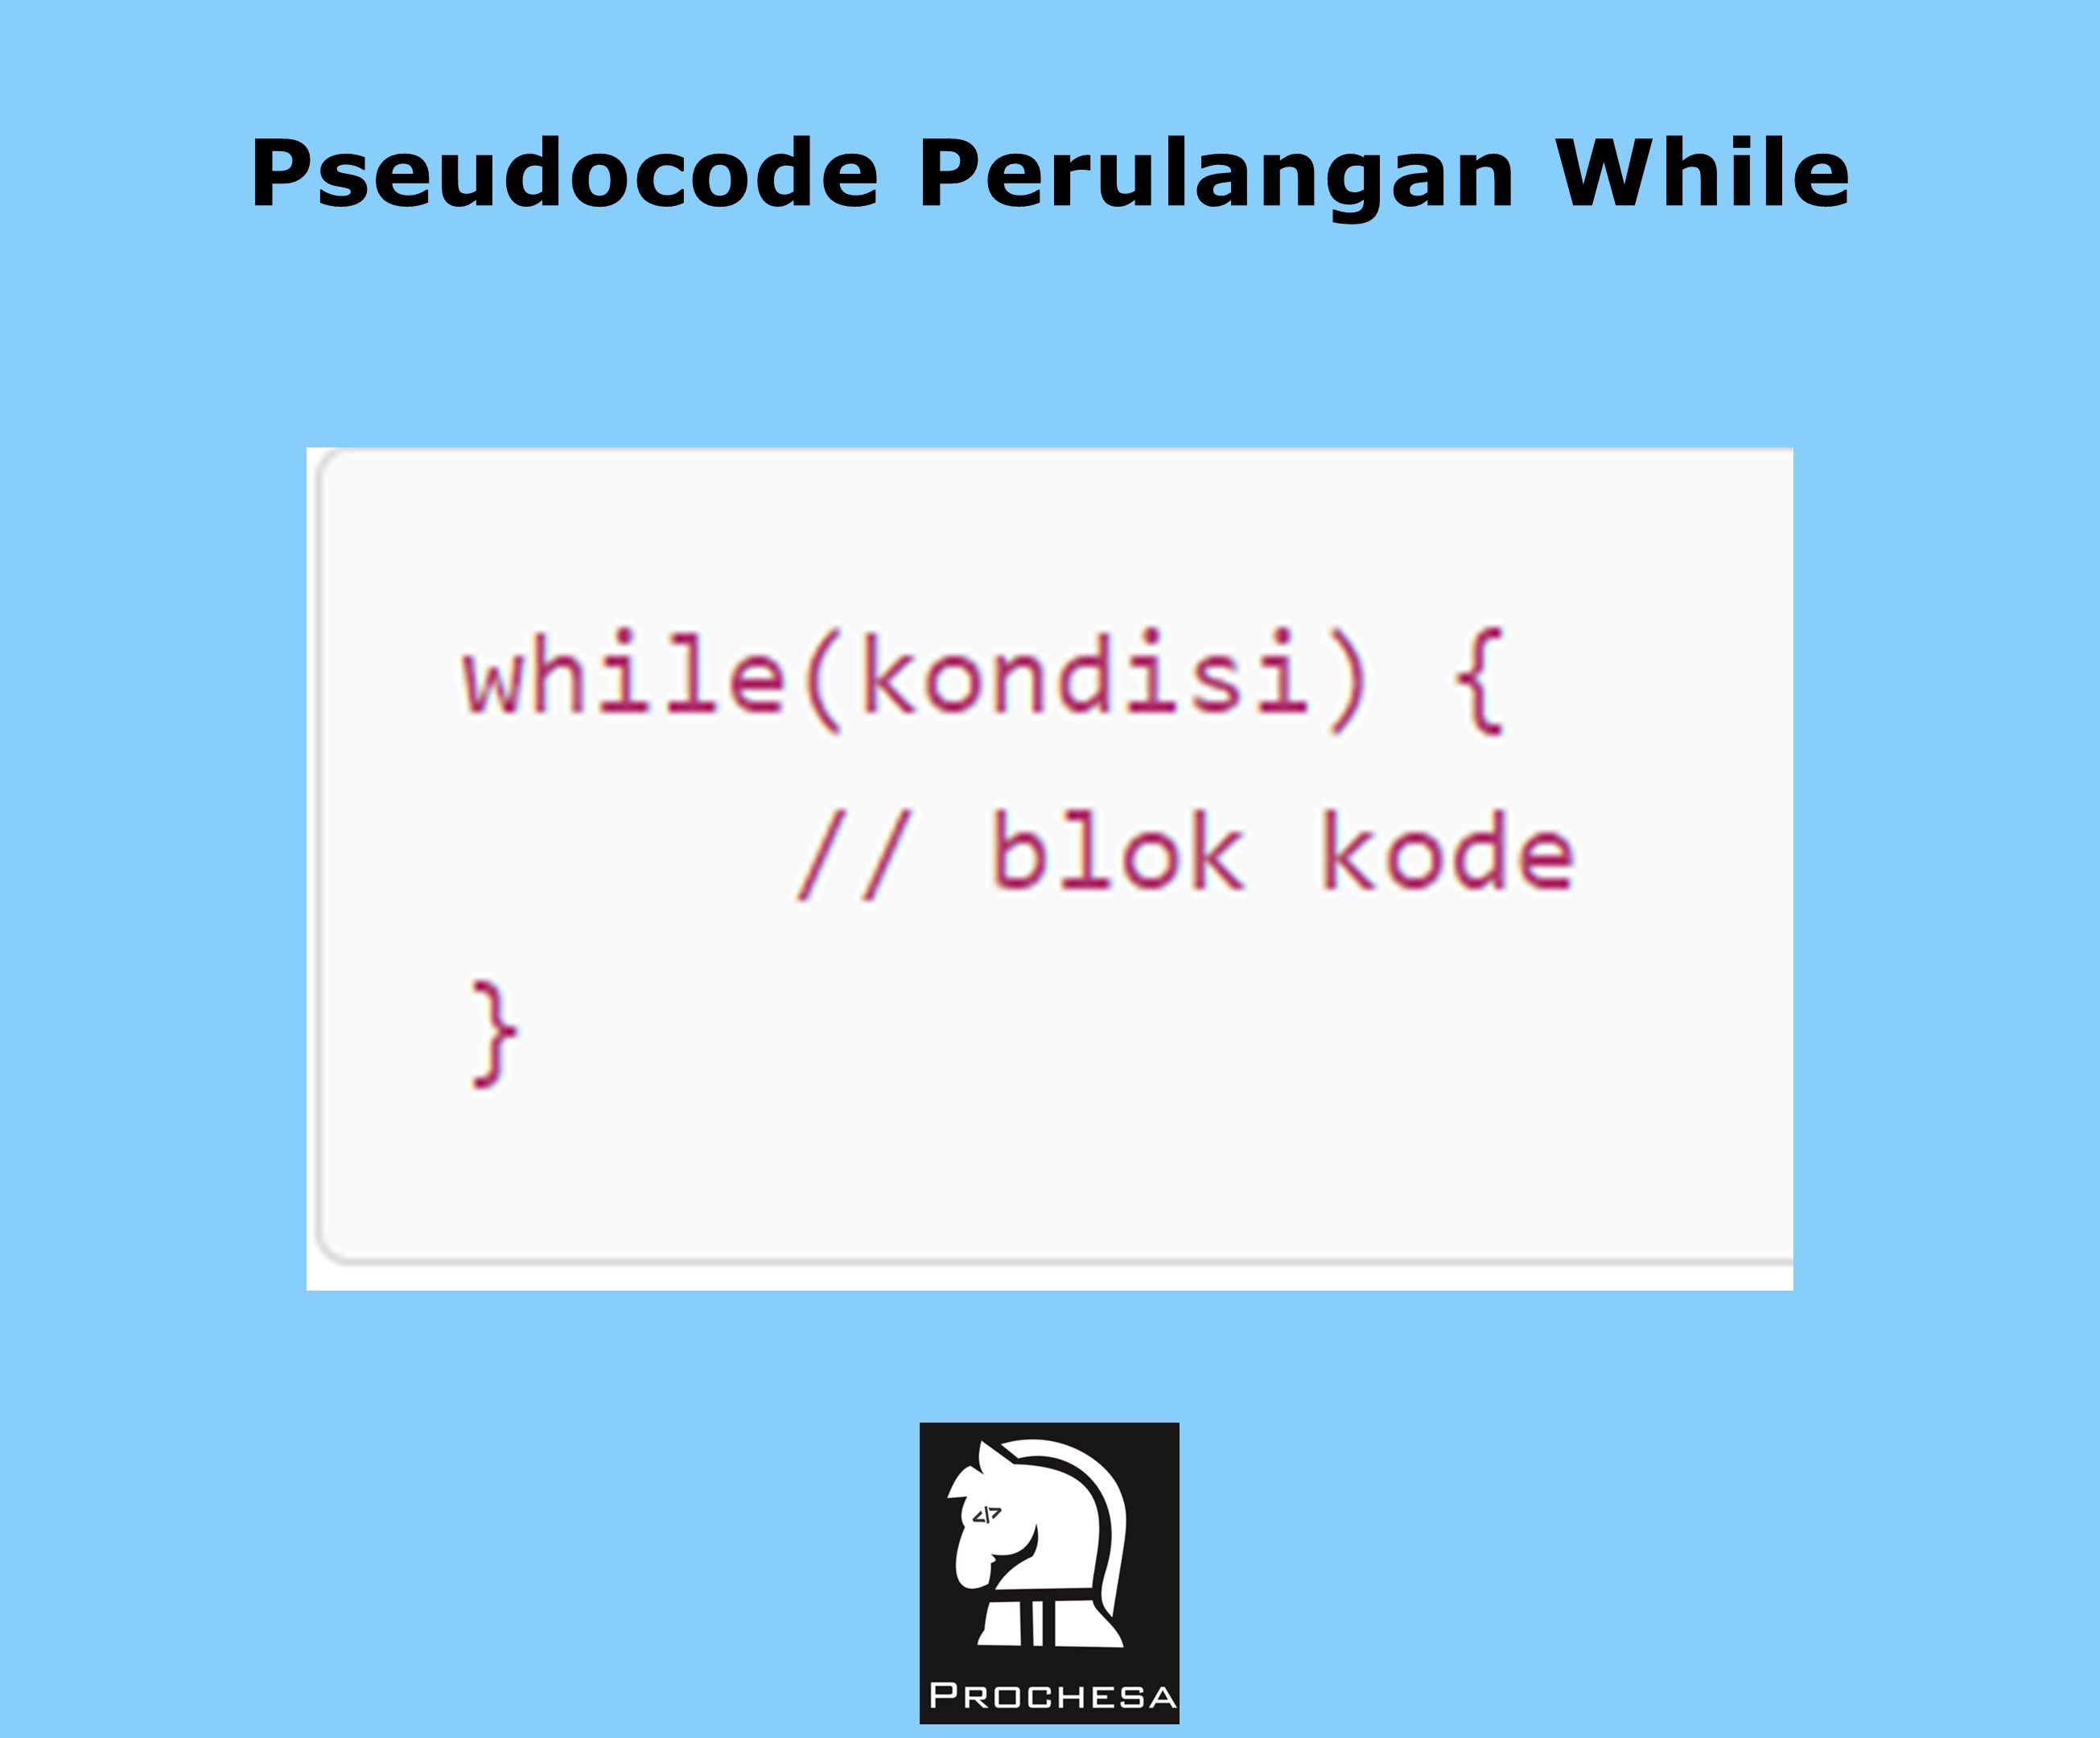 Pseudocode Perulangan While
while(kondisi) {
// blok kode
}
</>
PROCHESA